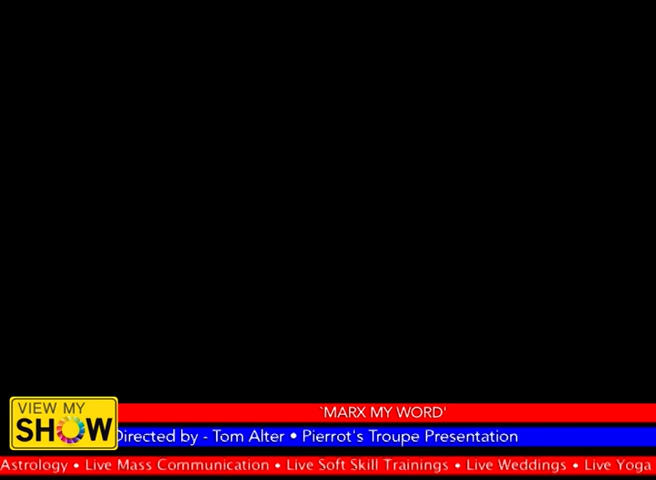 VIEW MY
SHOW
`MARX MY WORD'
Directed by - Tom Alter • Pierrot's Troupe Presentation
Astrology • Live Mass Communication • Live Soft Skill Trainings • Live Weddings • Live Yoga